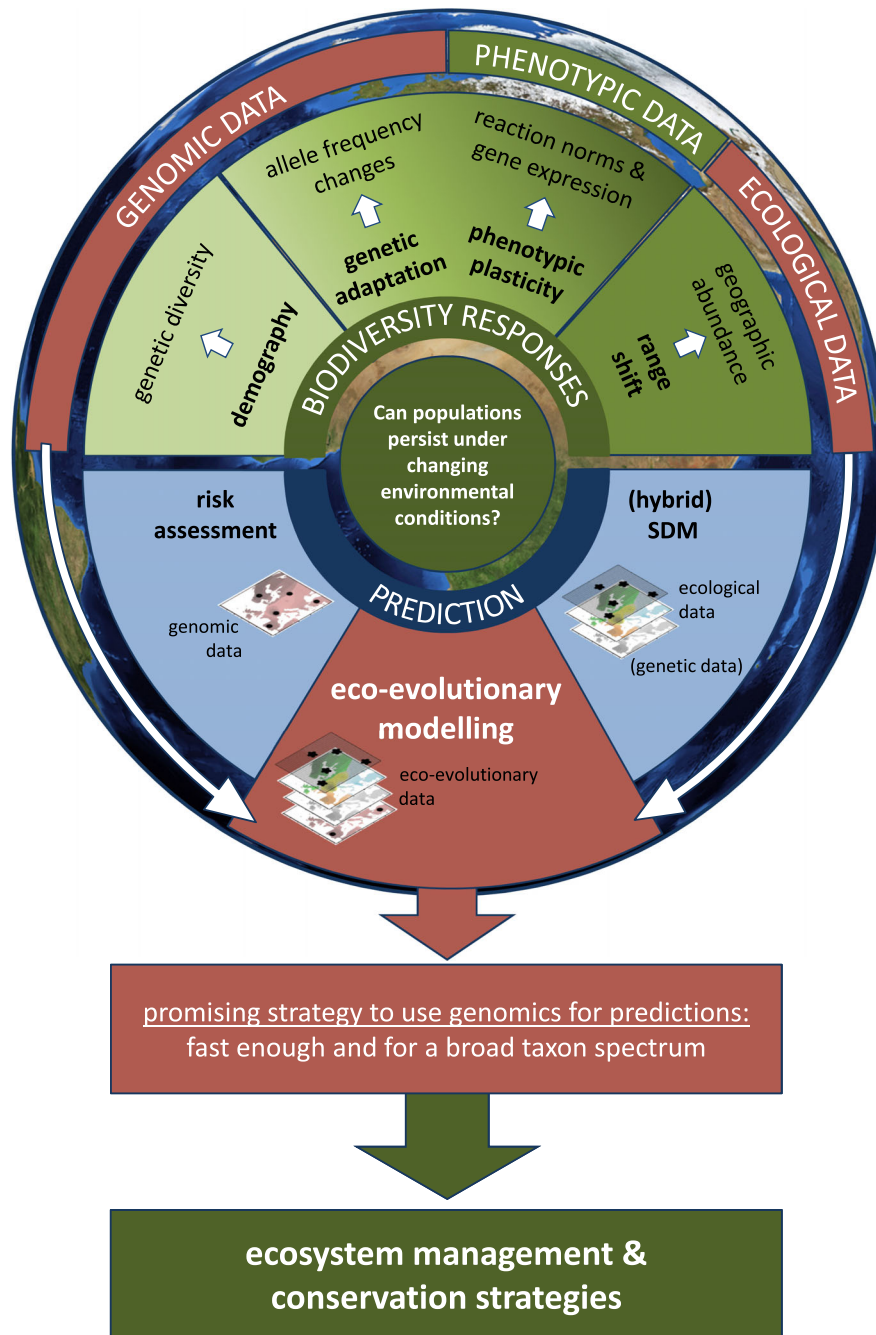 GENOMIC DATA
PHENOTYPIC DATA
ECOLOGICAL DATA
genetic diversity
demography
allele frequency
changes
genetic
adaptation
reaction norms &
gene expression
phenotypic
plasticity
geographic
abundance
range
shift
BIODIVERSITY RESPONSES
Can populations
persist under
changing
environmental
conditions?
PREDICTION
risk
assessment
genomic
data
(hybrid)
SDM
ecological
data
(genetic data)
eco-evolutionary
modelling
eco-evolutionary
data
promising strategy to use genomics for predictions:
fast enough and for a broad taxon spectrum
ecosystem management &
conservation strategies